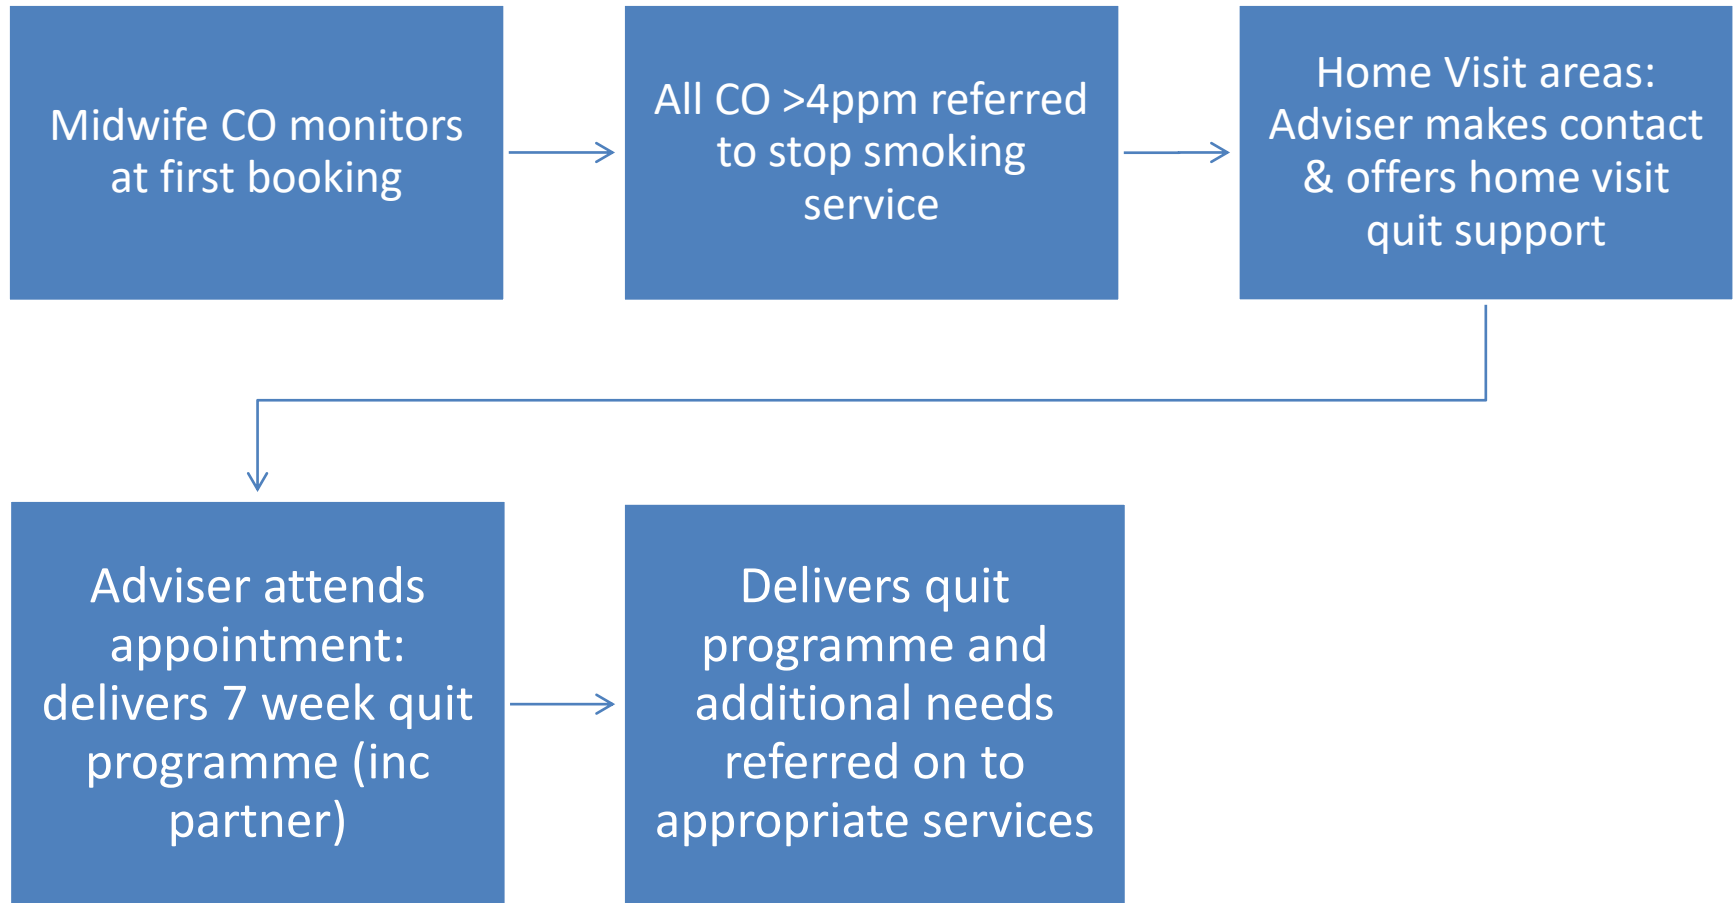 Midwife CO monitors
at first booking
All CO >4ppm referred
to stop smoking
service
Home Visit areas:
Adviser makes contact
& offers home visit
quit support
Adviser attends
appointment:
delivers 7 week quit
programme (inc
partner)
Delivers quit
programme and
additional needs
referred on to
appropriate services